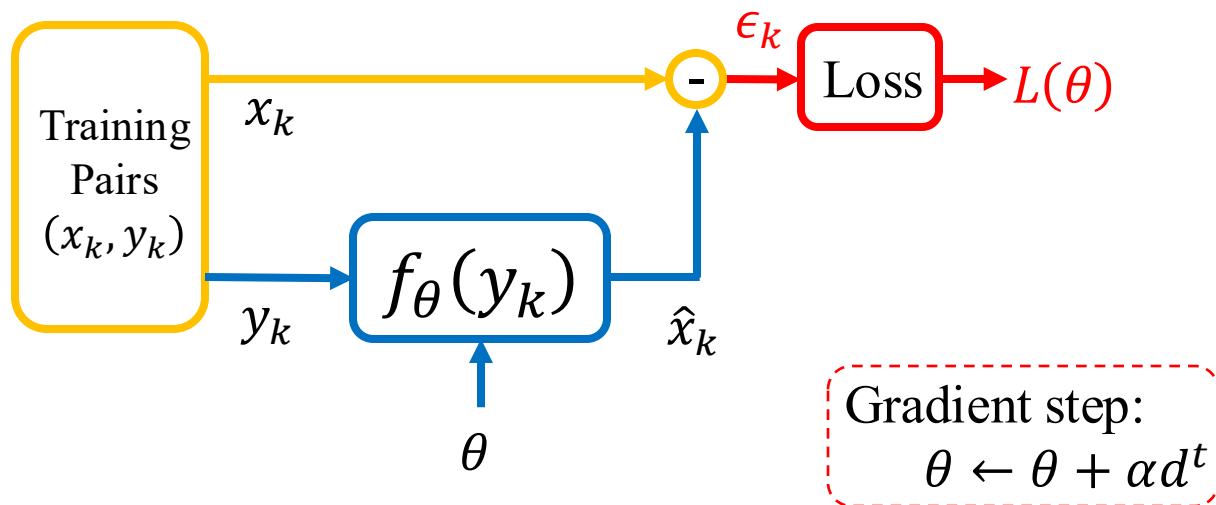 Training
Pairs
(x_k, y_k)
x_k
-
ϵ_k
Loss
L(θ)
y_k
f_θ(y_k)
x̂_k
θ
Gradient step:
θ ← θ + αd^t